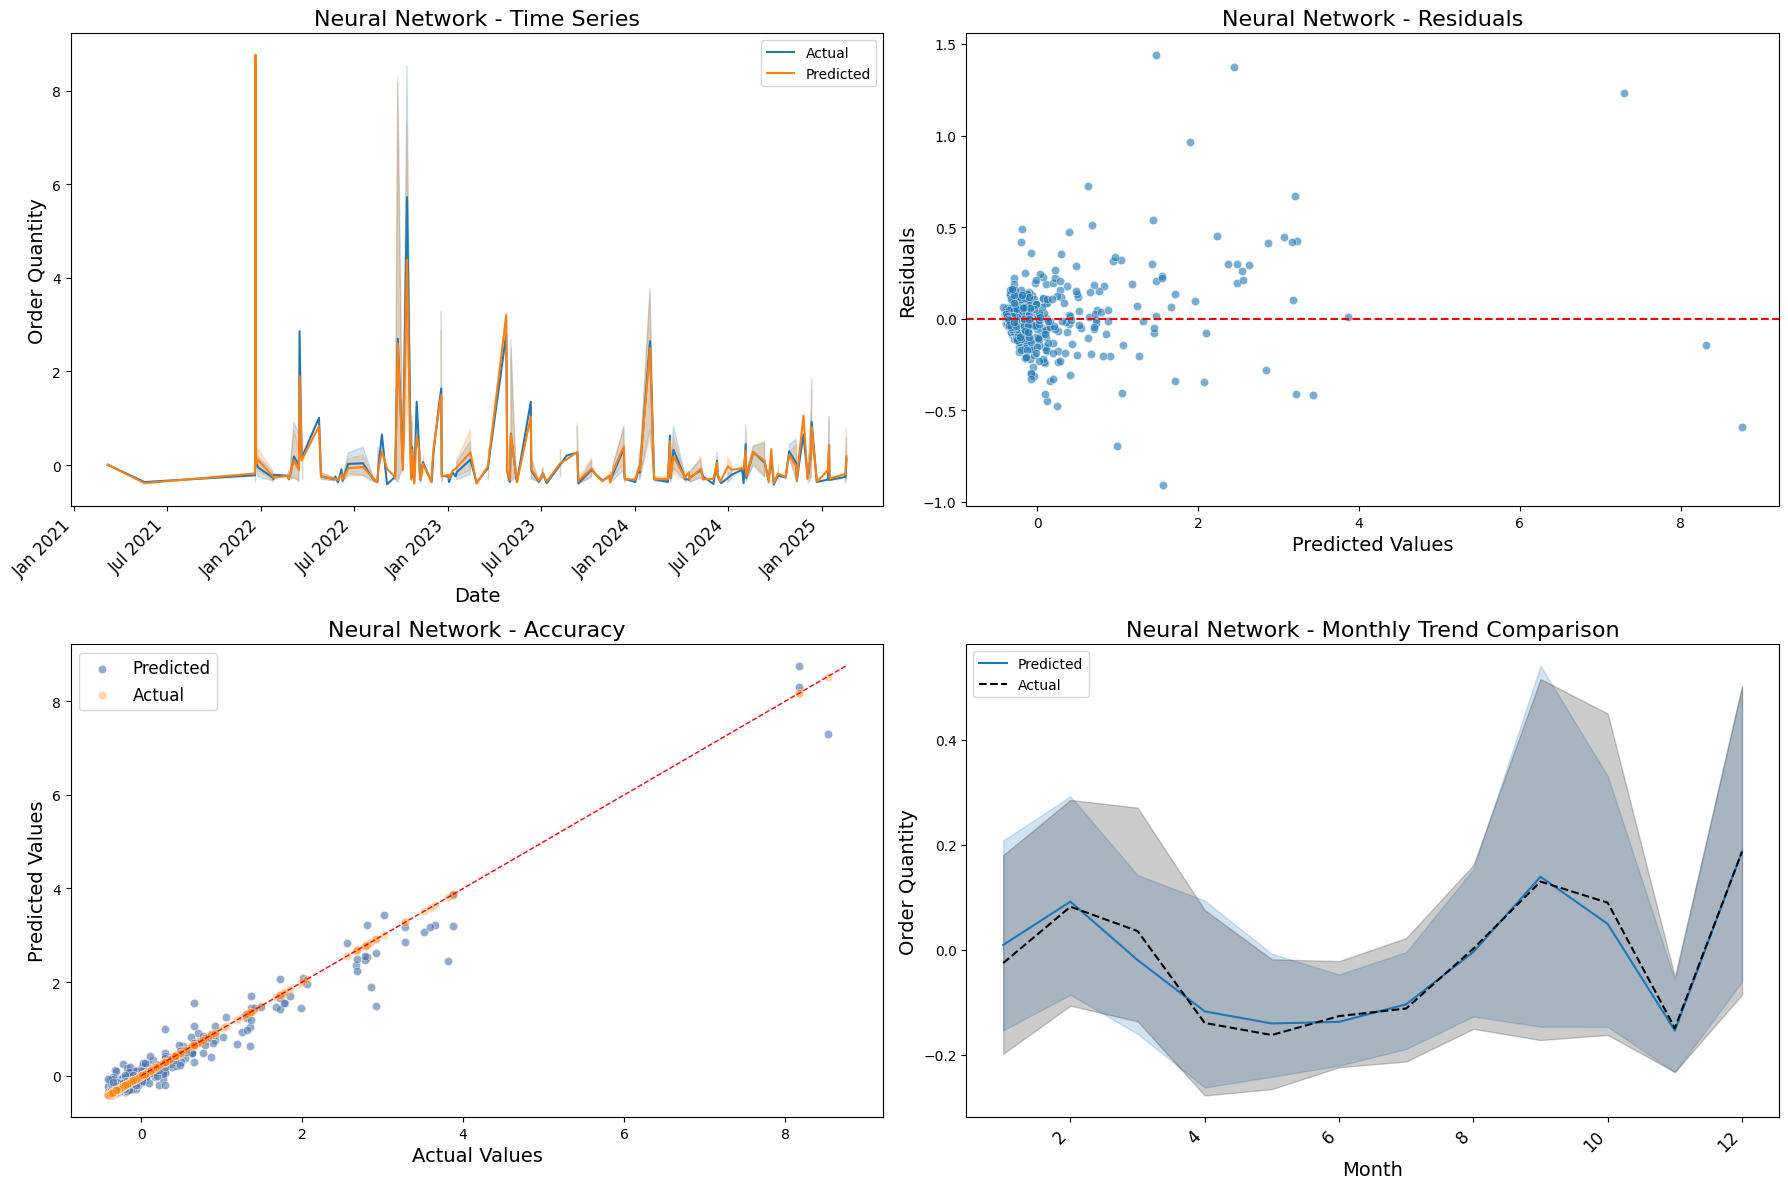 Neural Network - Time Series
Actual
Predicted
Order Quantity
8
6
4
2
0
Jan 2021
Jul 2021
Jan 2022
Jul 2022
Jan 2023
Jul 2023
Jan 2024
Jul 2024
Jan 2025
Date
Neural Network - Residuals
Residuals
1.5
1.0
0.5
0.0
−0.5
−1.0
0
2
4
6
8
Predicted Values
Neural Network - Accuracy
Predicted
Actual
Predicted Values
8
6
4
2
0
0
2
4
6
8
Actual Values
Neural Network - Monthly Trend Comparison
Predicted
Actual
Order Quantity
0.4
0.2
0.0
−0.2
2
4
6
8
10
12
Month